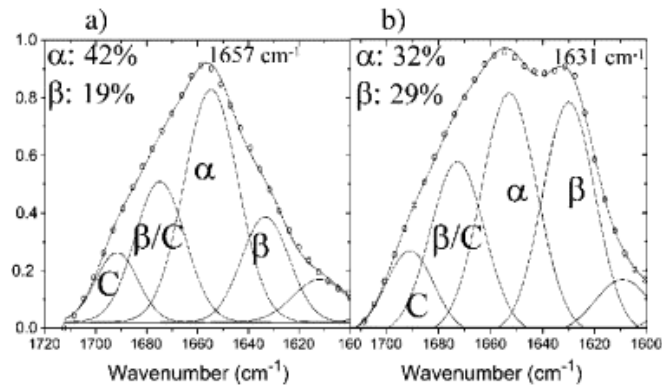 a)
b)
α: 42%
1657 cm-1
β: 19%
α: 32%
1631 cm-1
β: 29%
1.0
0.8
0.6
0.4
0.2
0.0
α
β/C
β
C
α
β
β/C
C
1720 1700 1680 1660 1640 1620 160
1700 1680 1660 1640 1620 1600
Wavenumber (cm-1)
Wavenumber (cm-1)